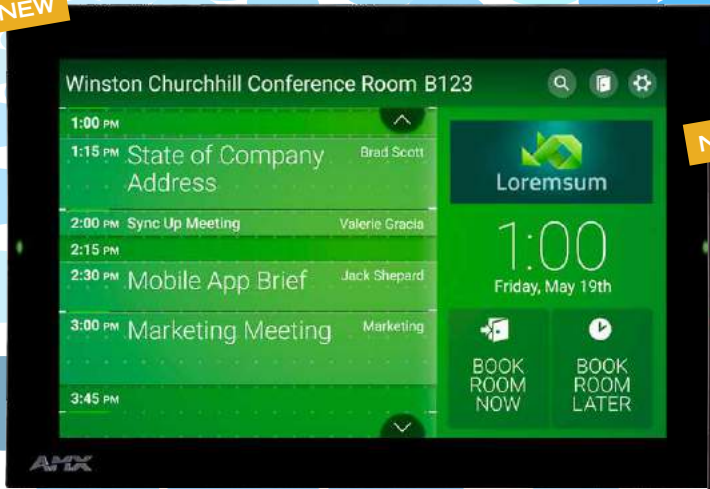 NEW
Winston Churchhill Conference Room B123
1:00 PM
1:15 PM State of Company Address Brad Scott
2:00 PM Sync Up Meeting Valerie Gracia
2:15 PM
2:30 PM Mobile App Brief Jack Shepard
3:00 PM Marketing Meeting Marketing
3:45 PM
Loremsum
1:00
Friday, May 19th
BOOK
ROOM
NOW
BOOK
ROOM
LATER
AMX
N